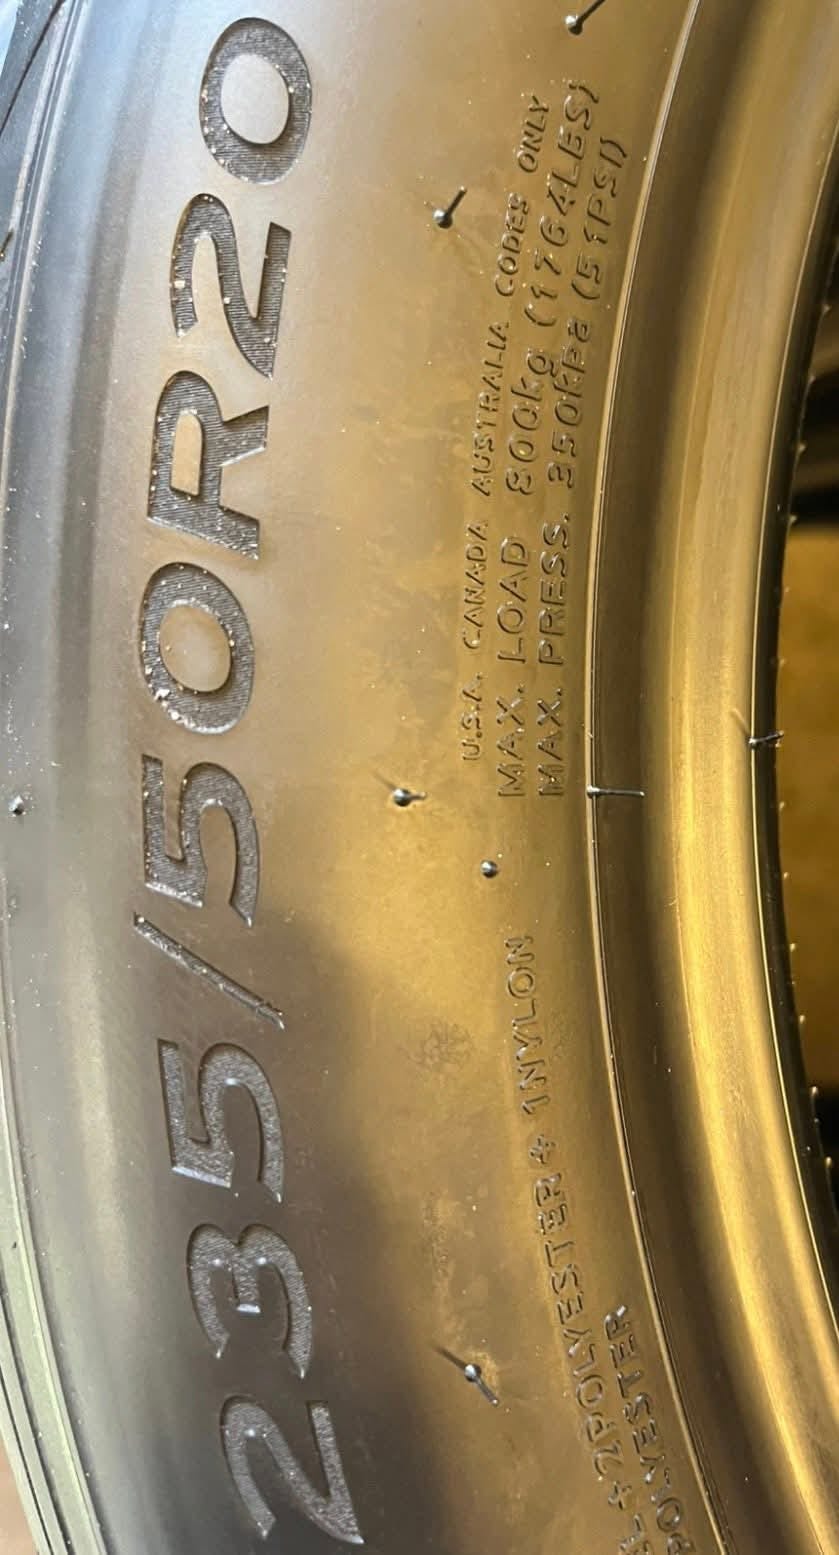 235/50R20
U.S.A. CANADA AUSTRALIA CODES ONLY
MAX. LOAD 800kg (1764LBS)
MAX. PRESS. 350kPa (51PSI)
+2POLYESTER+ 1NYLON
POLYESTER